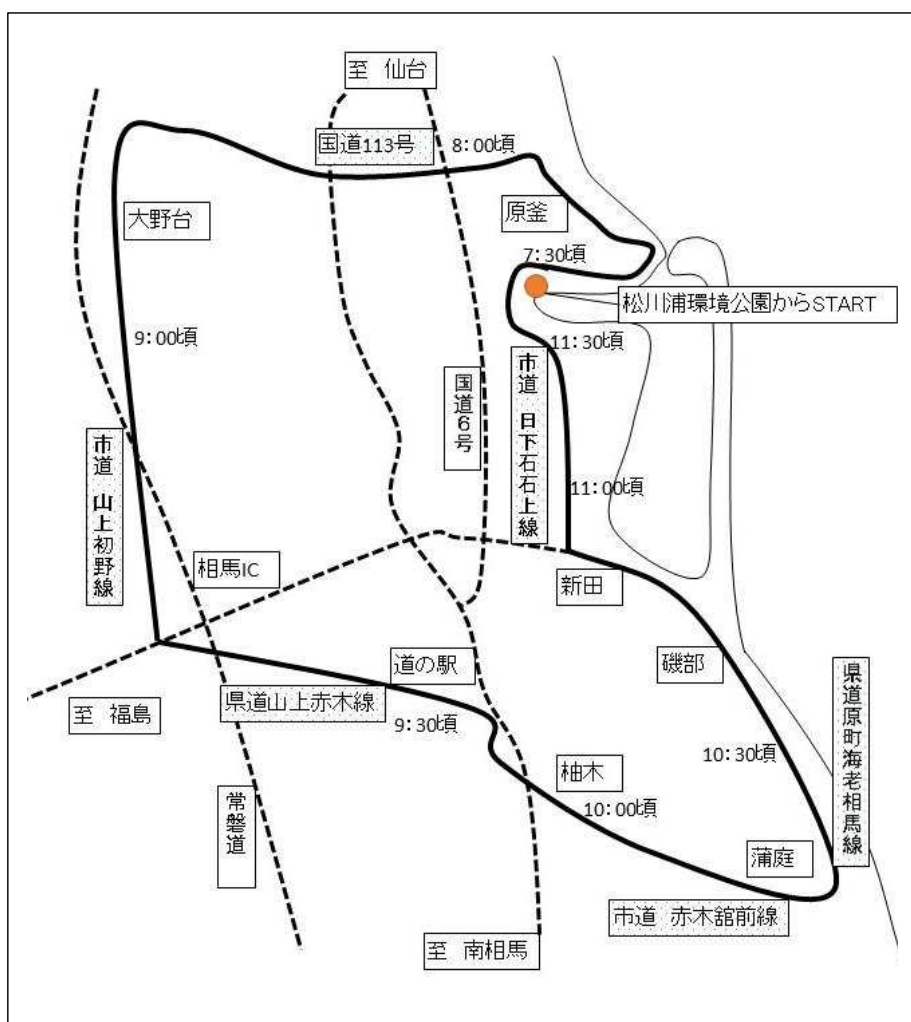 至 仙台
国道113号
8:00頃
大野台
原釜
7:30頃
松川浦環境公園からSTART
9:00頃
11:30頃
国道6号
市道 日下石石上線
市道 山上初野線
11:00頃
相馬IC
新田
道の駅
磯部
県道山上赤木線
至 福島
9:30頃
県道原町海老相馬線
10:30頃
柚木
10:00頃
常磐道
蒲庭
市道 赤木舘前線
至 南相馬